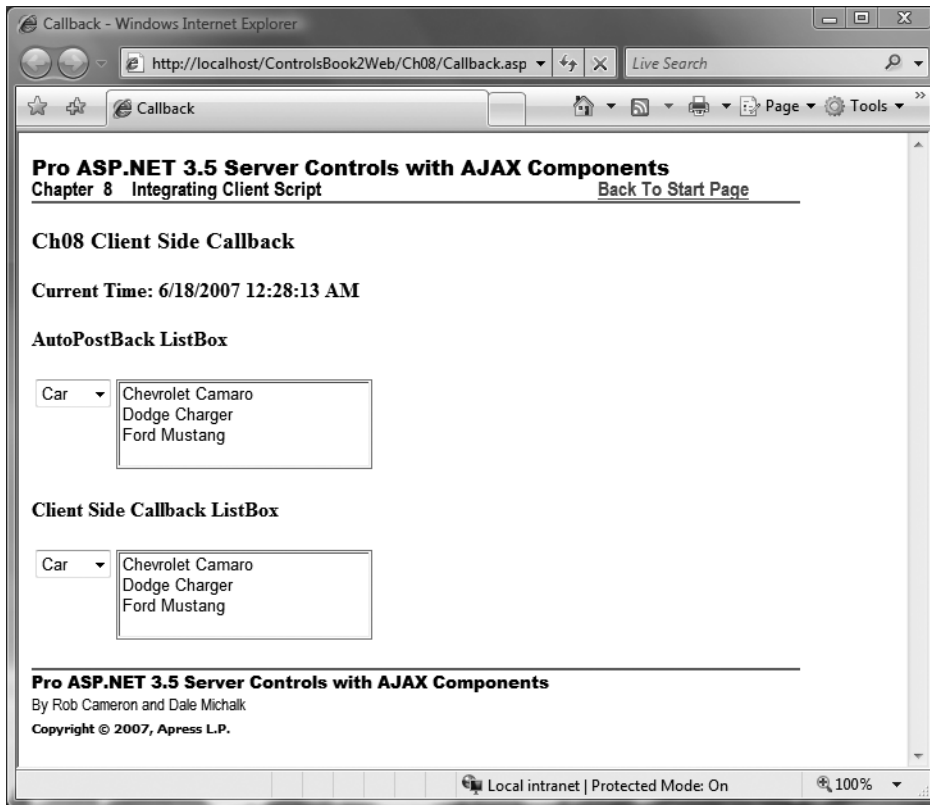 Callback - Windows Internet Explorer
http://localhost/ControlsBook2Web/Ch08/Callback.asp
Live Search
Callback
Page
Tools
Pro ASP.NET 3.5 Server Controls with AJAX Components
Chapter 8 Integrating Client Script Back To Start Page
Ch08 Client Side Callback
Current Time: 6/18/2007 12:28:13 AM
AutoPostBack ListBox
Car
Chevrolet Camaro
Dodge Charger
Ford Mustang
Client Side Callback ListBox
Car
Chevrolet Camaro
Dodge Charger
Ford Mustang
Pro ASP.NET 3.5 Server Controls with AJAX Components
By Rob Cameron and Dale Michalk
Copyright © 2007, Apress L.P.
Local intranet | Protected Mode: On
100%